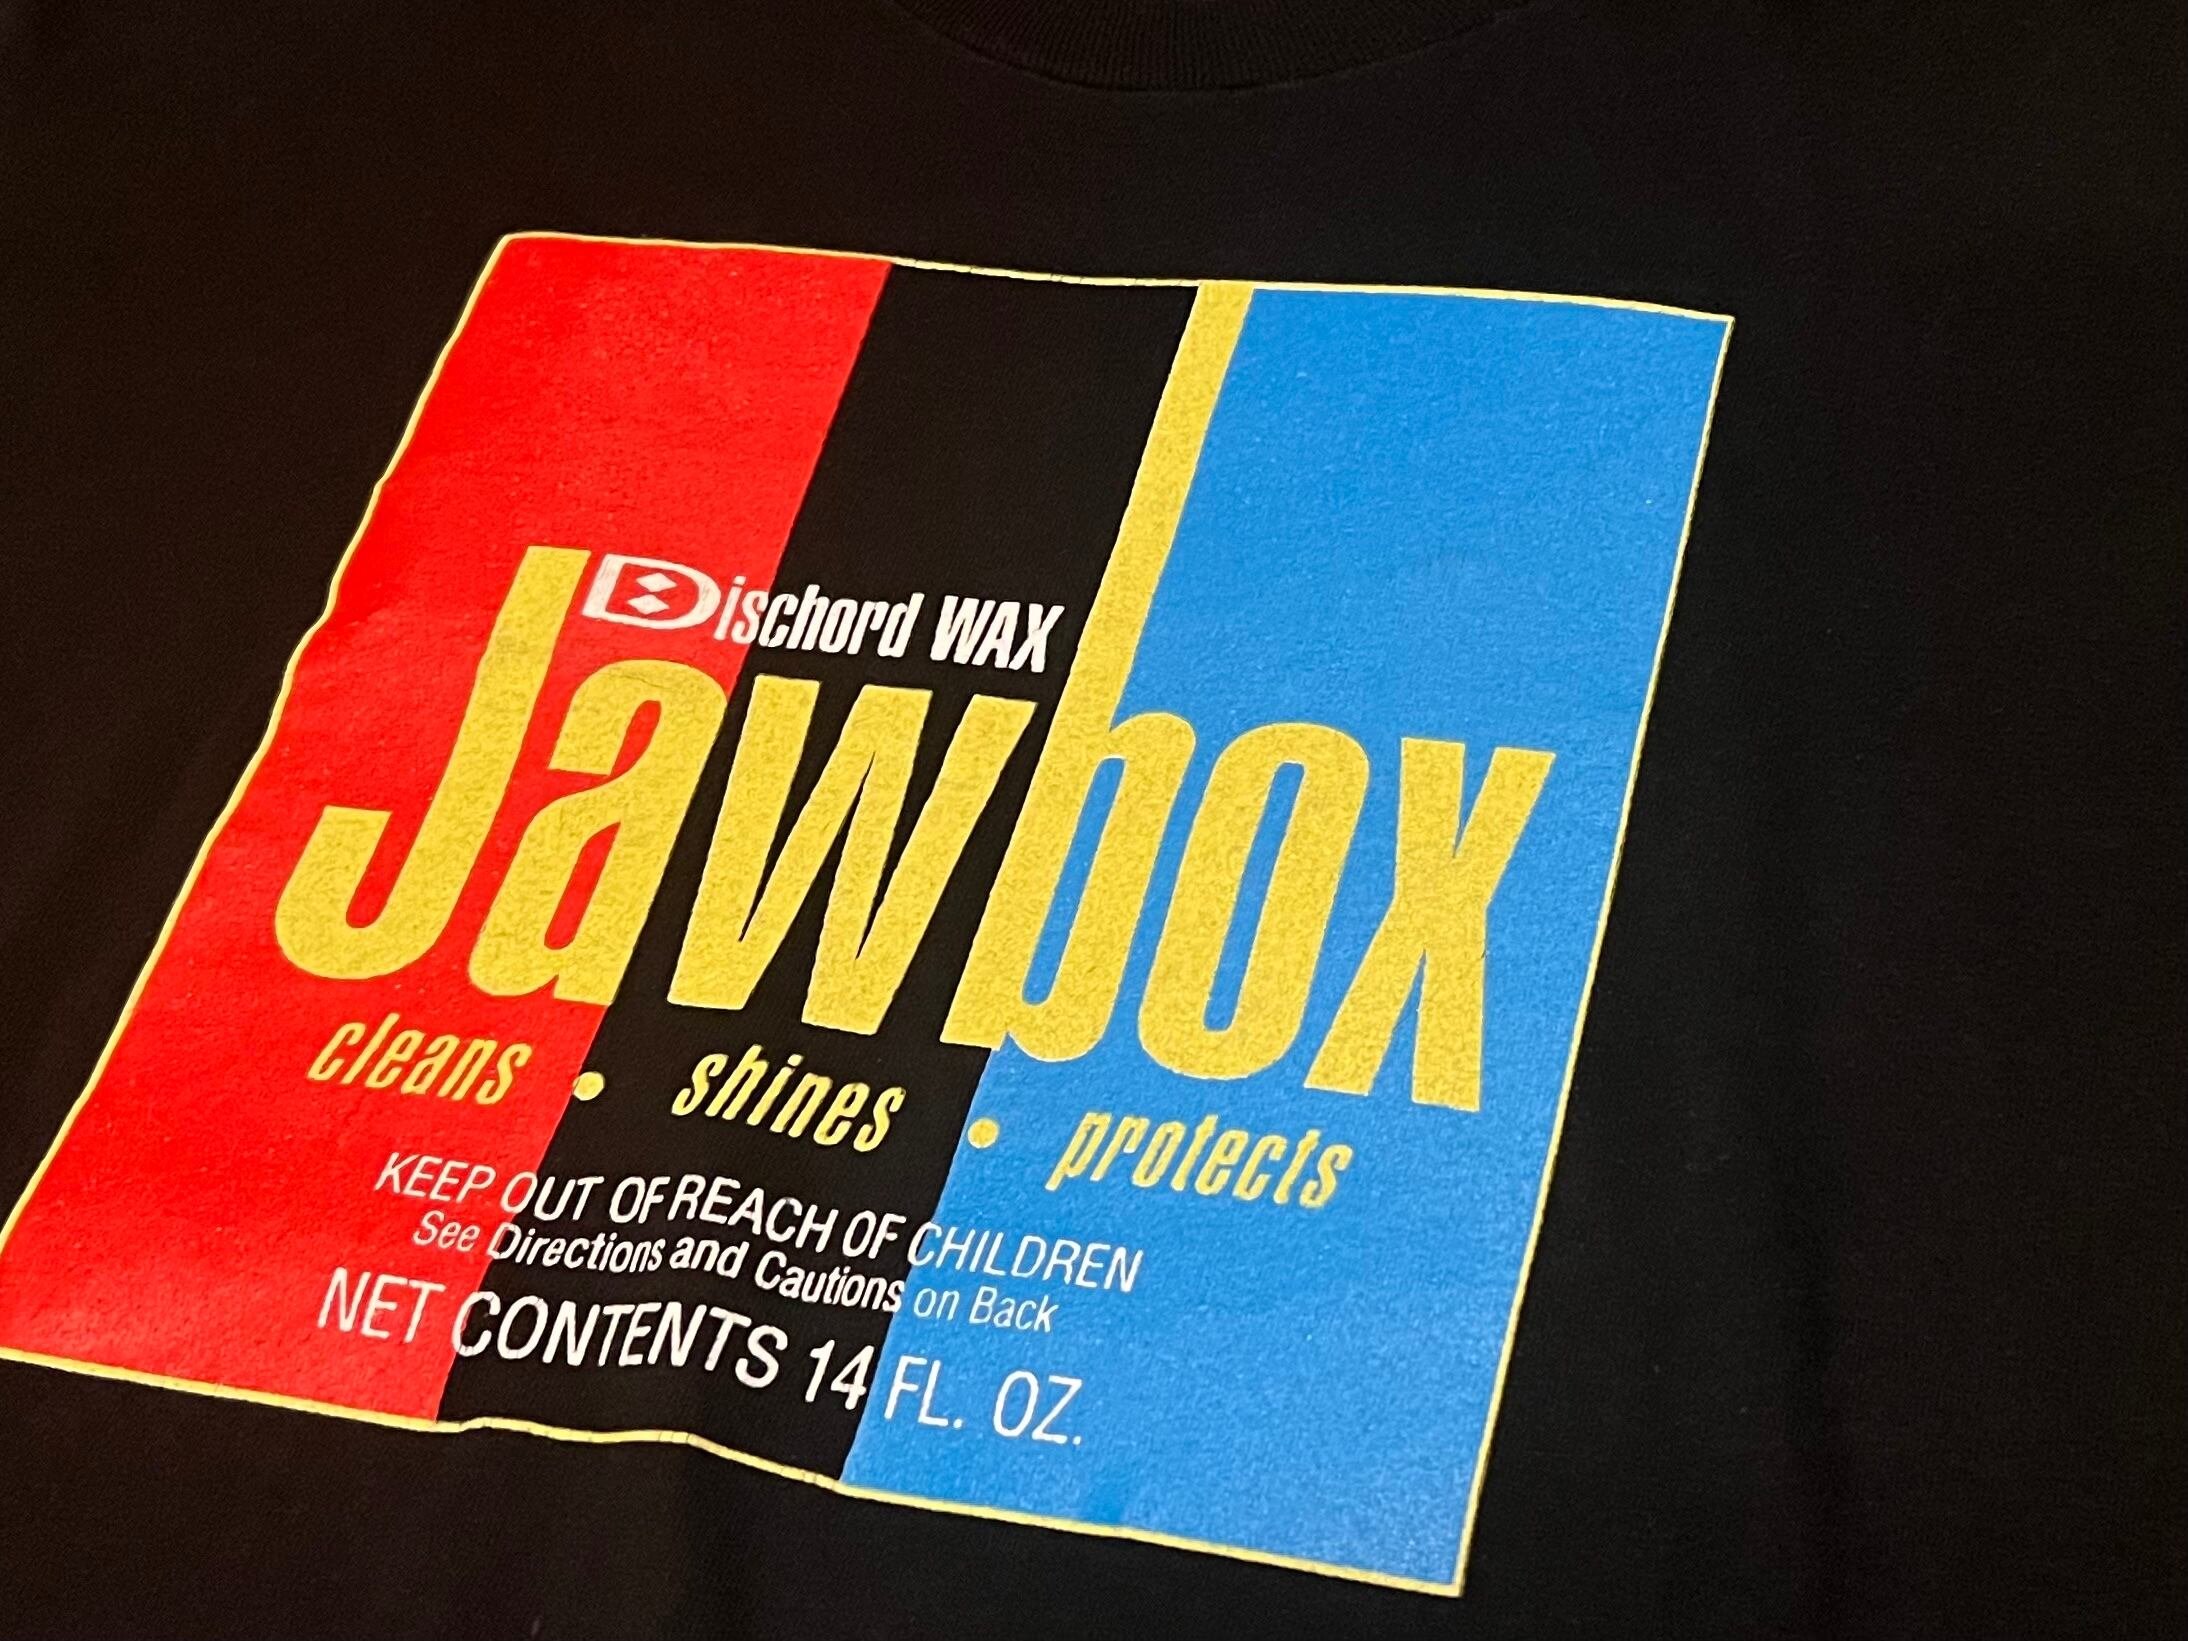 Dischord WAX
Jawbox
cleans • shines • protects
KEEP OUT OF REACH OF CHILDREN
See Directions and Cautions on Back
NET CONTENTS 14 FL. OZ.